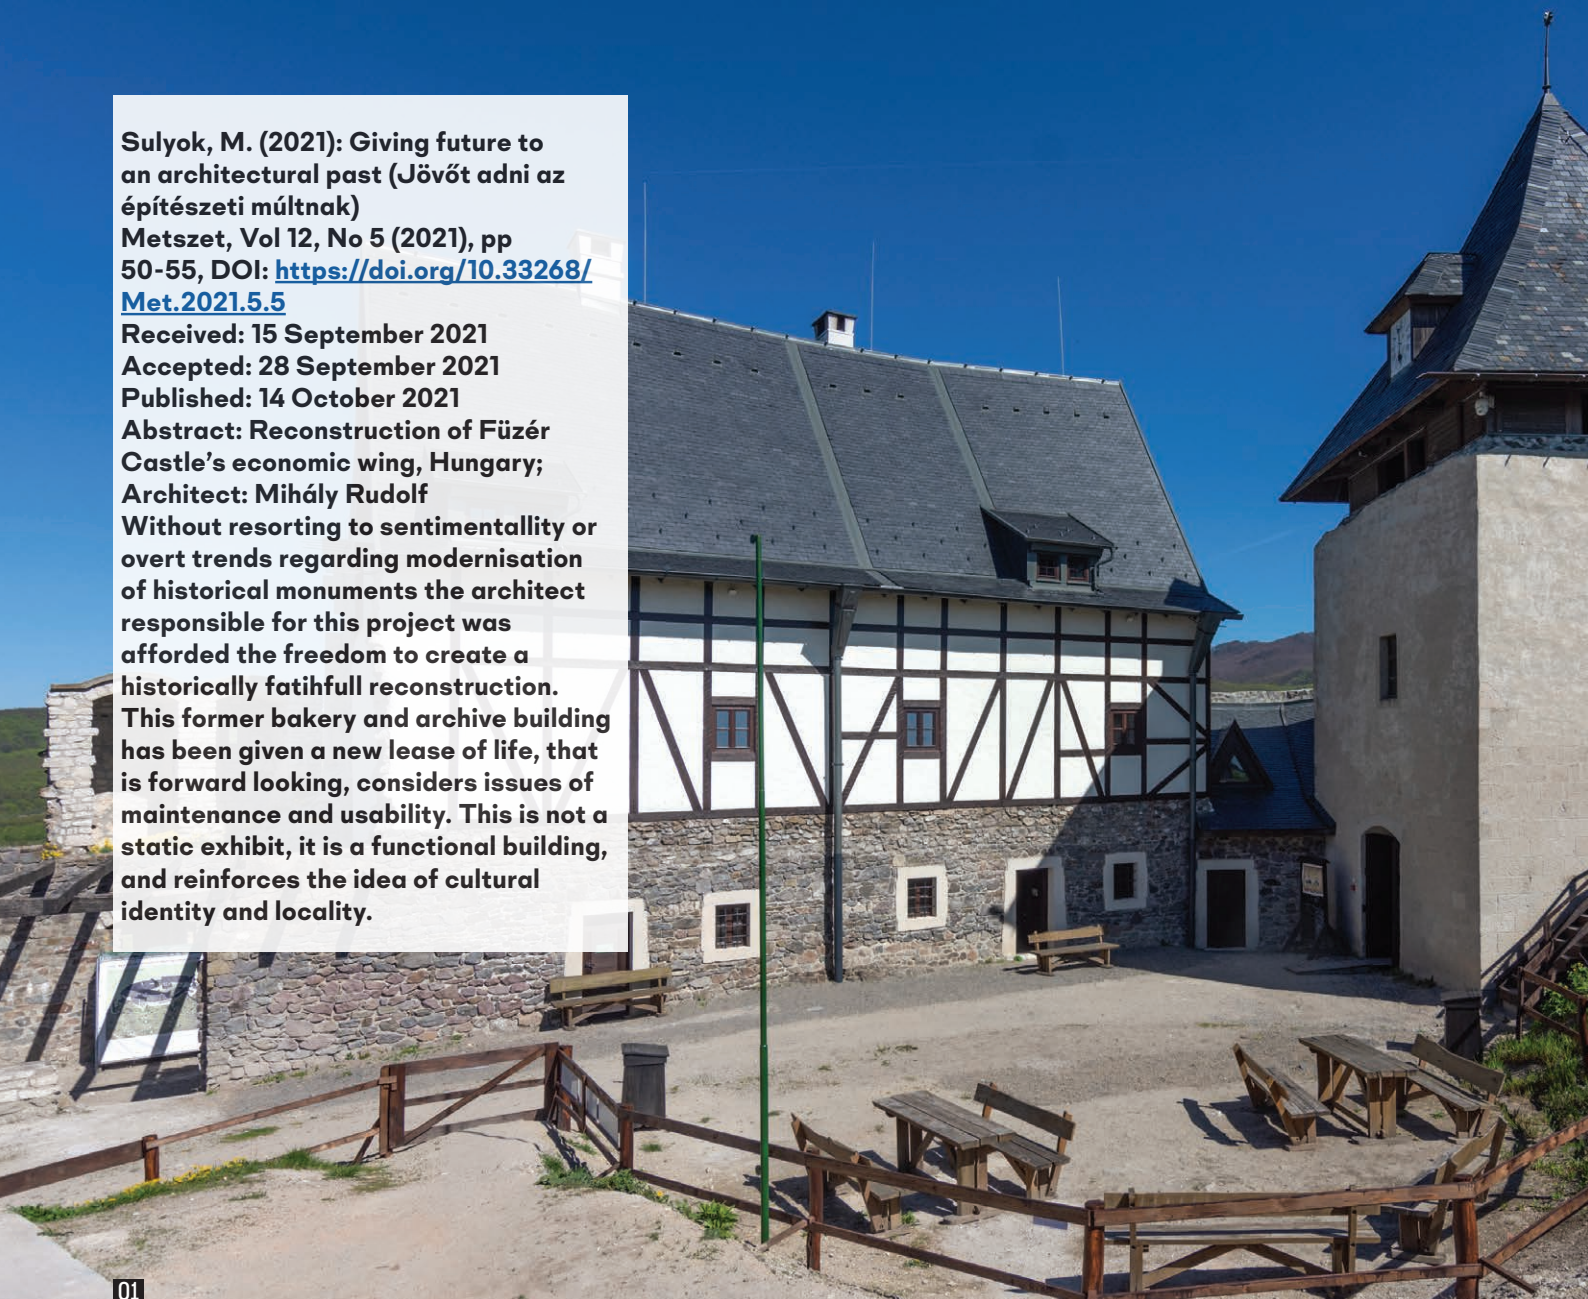 Sulyok, M. (2021): Giving future to
an architectural past (Jövőt adni az
építészeti múltnak)
Metszet, Vol 12, No 5 (2021), pp
50-55, DOI: https://doi.org/10.33268/
Met.2021.5.5
Received: 15 September 2021
Accepted: 28 September 2021
Published: 14 October 2021
Abstract: Reconstruction of Füzér
Castle’s economic wing, Hungary;
Architect: Mihály Rudolf
Without resorting to sentimentallity or
overt trends regarding modernisation
of historical monuments the architect
responsible for this project was
afforded the freedom to create a
historically fatihfull reconstruction.
This former bakery and archive building
has been given a new lease of life, that
is forward looking, considers issues of
maintenance and usability. This is not a
static exhibit, it is a functional building,
and reinforces the idea of cultural
identity and locality.
01